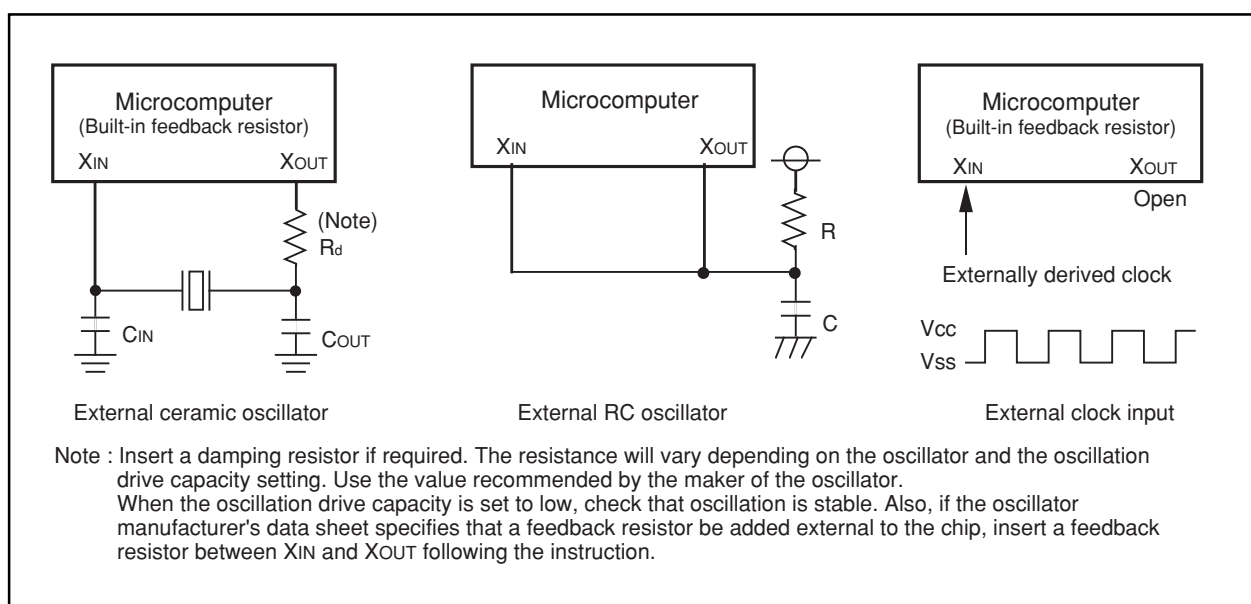 Microcomputer
(Built-in feedback resistor)
XIN
XOUT
(Note)
Rd
CIN
COUT
External ceramic oscillator
Microcomputer
XIN
XOUT
R
C
External RC oscillator
Microcomputer
(Built-in feedback resistor)
XIN
XOUT
Open
Externally derived clock
Vcc
Vss
External clock input
Note : Insert a damping resistor if required. The resistance will vary depending on the oscillator and the oscillation
drive capacity setting. Use the value recommended by the maker of the oscillator.
When the oscillation drive capacity is set to low, check that oscillation is stable. Also, if the oscillator
manufacturer's data sheet specifies that a feedback resistor be added external to the chip, insert a feedback
resistor between XIN and XOUT following the instruction.